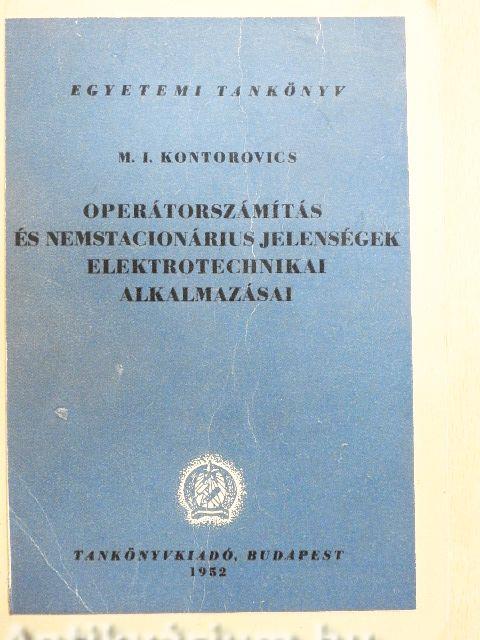 EGYETEMI TANKÖNYV
M. I. KONTOROVICS
OPERÁTORSZÁMÍTÁS
ÉS NEMSTACIONÁRIUS JELENSÉGEK
ELEKTROTECHNIKAI
ALKALMAZÁSAI
TANKÖNYVKIADÓ, BUDAPEST
1952